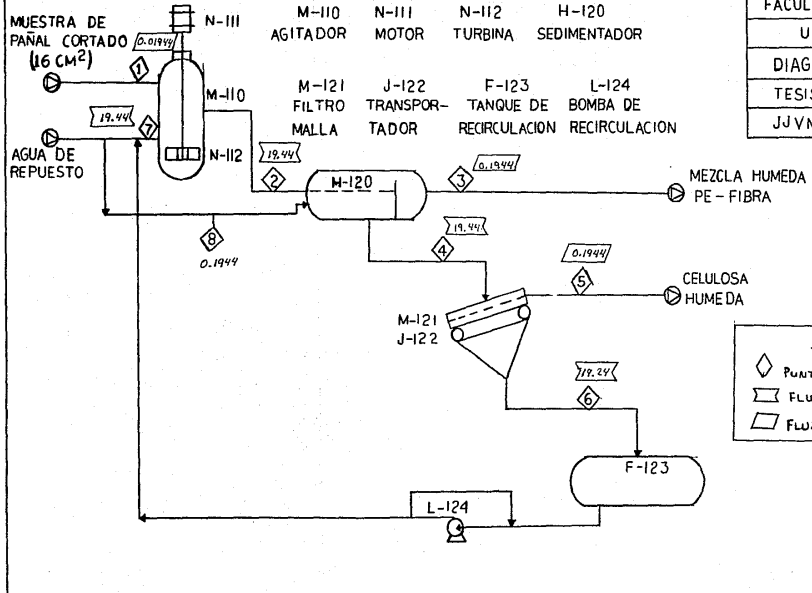 MUESTRA DE
PAÑAL CORTADO
(16 CM²)
0.01944
1
N-111
M-110
N-112
19.44
7
AGUA DE
REPUESTO
8
0.1944
M-110
AGITADOR
N-111
MOTOR
N-112
TURBINA
H-120
SEDIMENTADOR
M-121
FILTRO
MALLA
J-122
TRANSPOR-
TADOR
F-123
TANQUE DE
RECIRCULACION
L-124
BOMBA DE
RECIRCULACION
FACUL
U
DIAG
TESIS
JJVM
19.44
2
M-120
3
0.1944
MEZCLA HUMEDA
PE-FIBRA
4
19.44
0.1944
5
CELULOSA
HUMEDA
M-121
J-122
19.24
6
F-123
L-124
PUNT
FLU
FLUJ